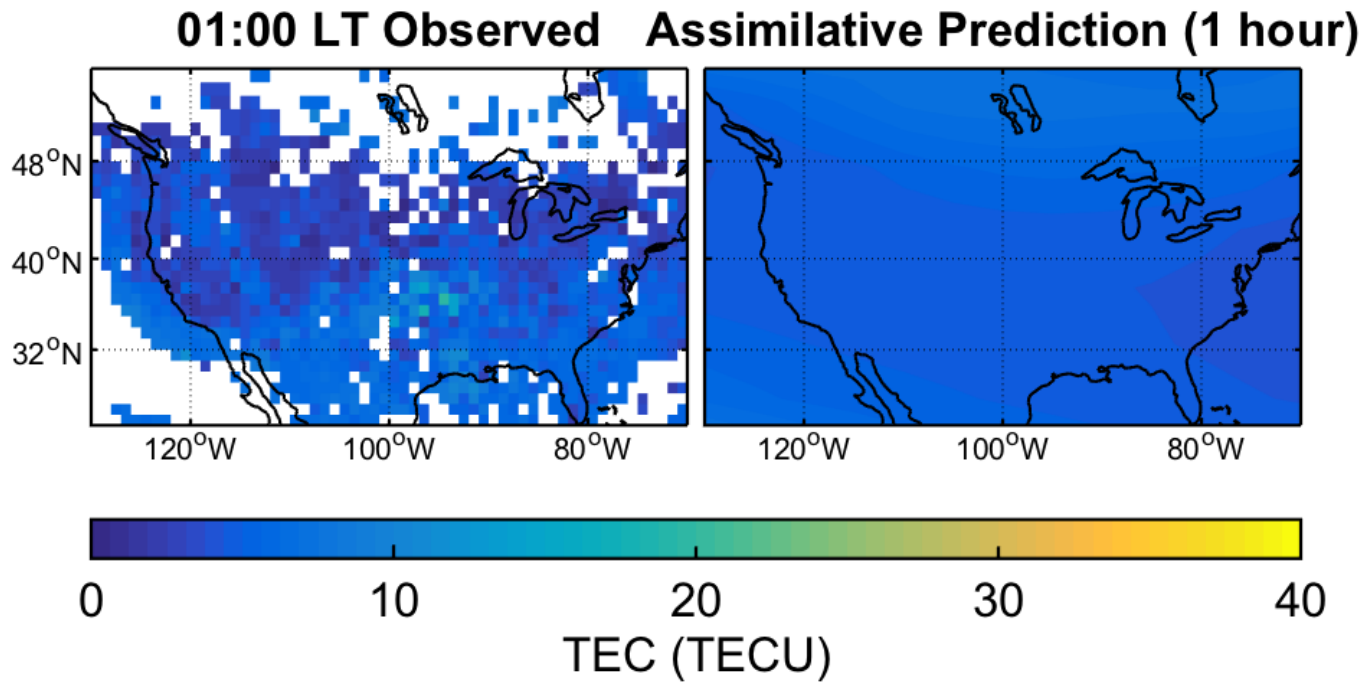 01:00 LT Observed Assimilative Prediction (1 hour)
48°N
40°N
32°N
120°W 100°W 80°W 120°W 100°W 80°W
0 10 20 30 40
TEC (TECU)